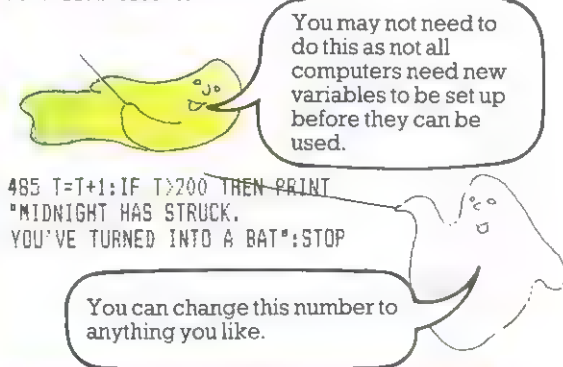 You may not need to
do this as not all
computers need new
variables to be set up
before they can be
used.
465 T=T+1:IF T>200 THEN PRINT
"MIDNIGHT HAS STRUCK.
YOU'VE TURNED INTO A BAT":STOP
You can change this number to
anything you like.